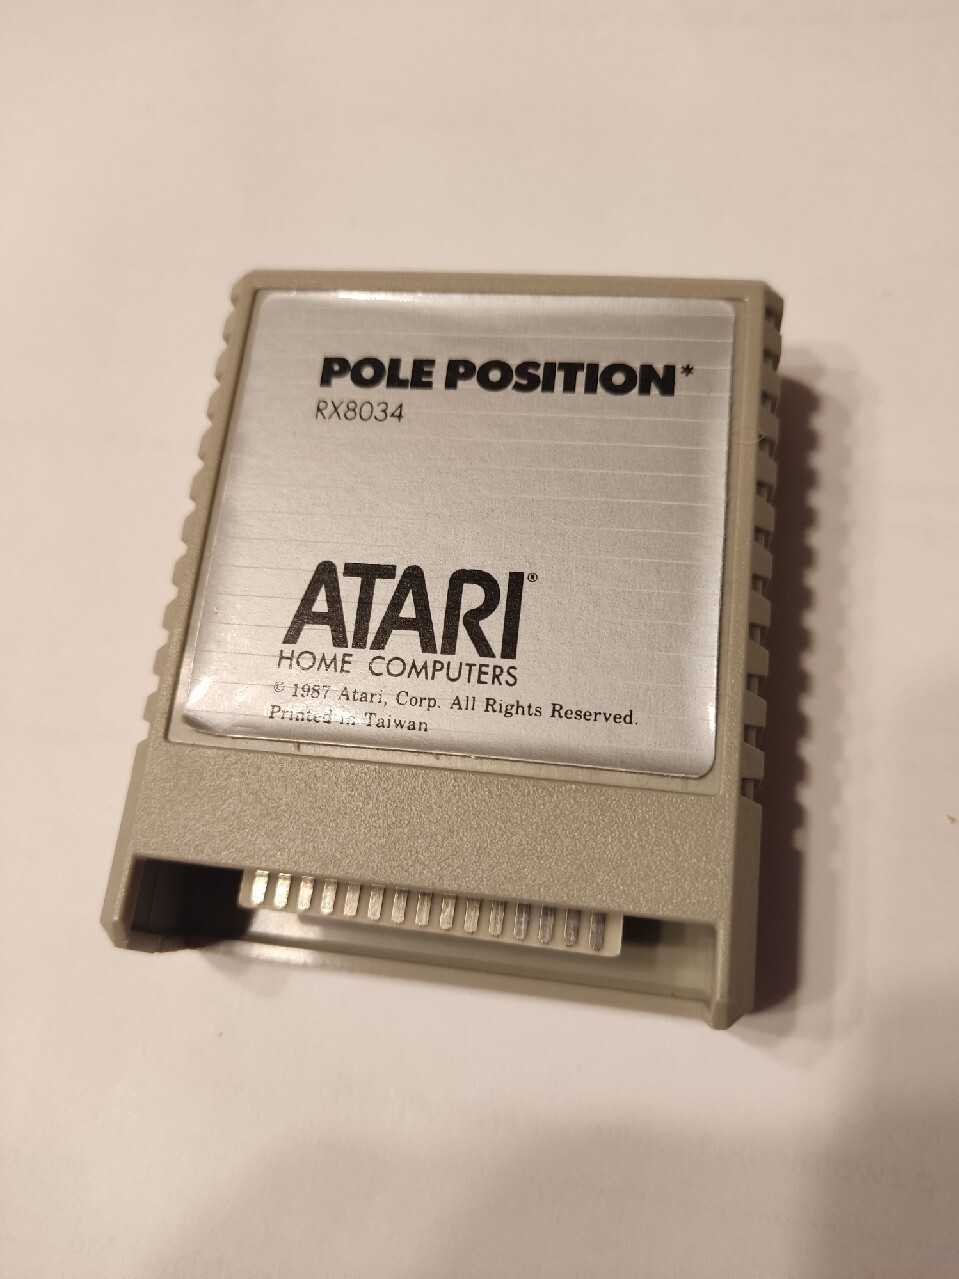 POLE POSITION*
RX8034
ATARI®
HOME COMPUTERS
© 1987 Atari, Corp. All Rights Reserved.
Printed in Taiwan